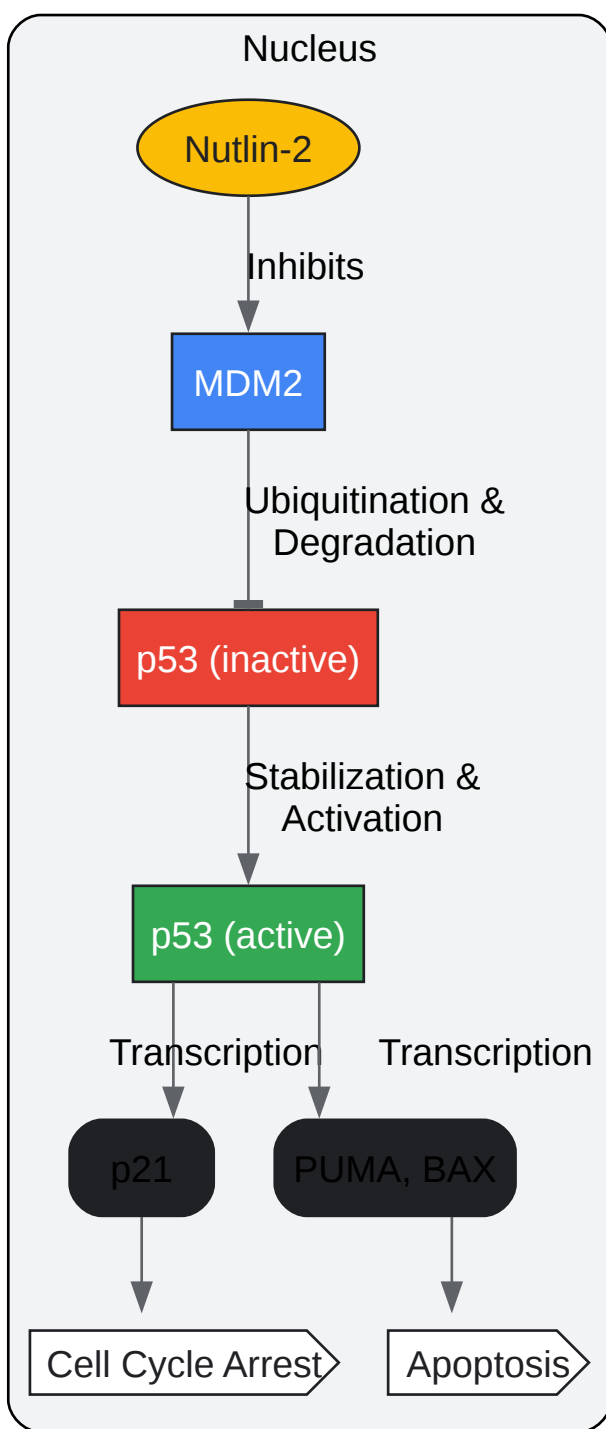 Nucleus
Nutlin-2
Inhibits
MDM2
Ubiquitination &
Degradation
p53 (inactive)
Stabilization &
Activation
p53 (active)
Transcription
Transcription
p21
PUMA, BAX
Cell Cycle Arrest
Apoptosis